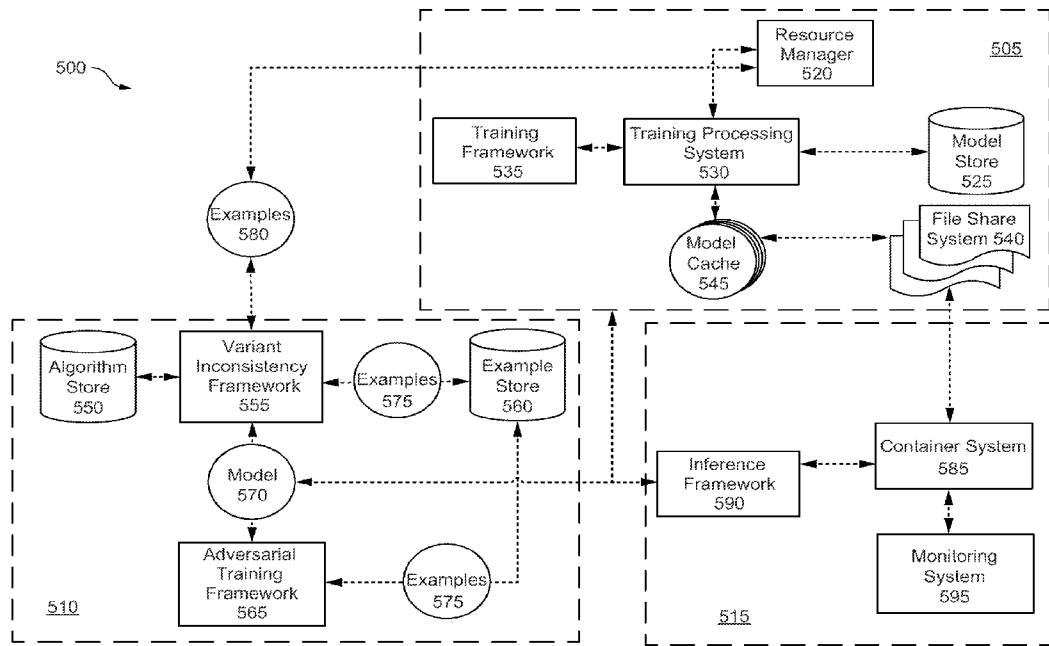 500
Resource
Manager
520
505
Training
Framework
535
Training Processing
System
530
Model
Store
525
Examples
580
Model
Cache
545
File Share
System 540
Algorithm
Store
550
Variant
Inconsistency
Framework
555
Examples
575
Example
Store
560
Model
570
Inference
Framework
590
Container System
585
Adversarial
Training
Framework
565
Examples
575
Monitoring
System
595
510
515